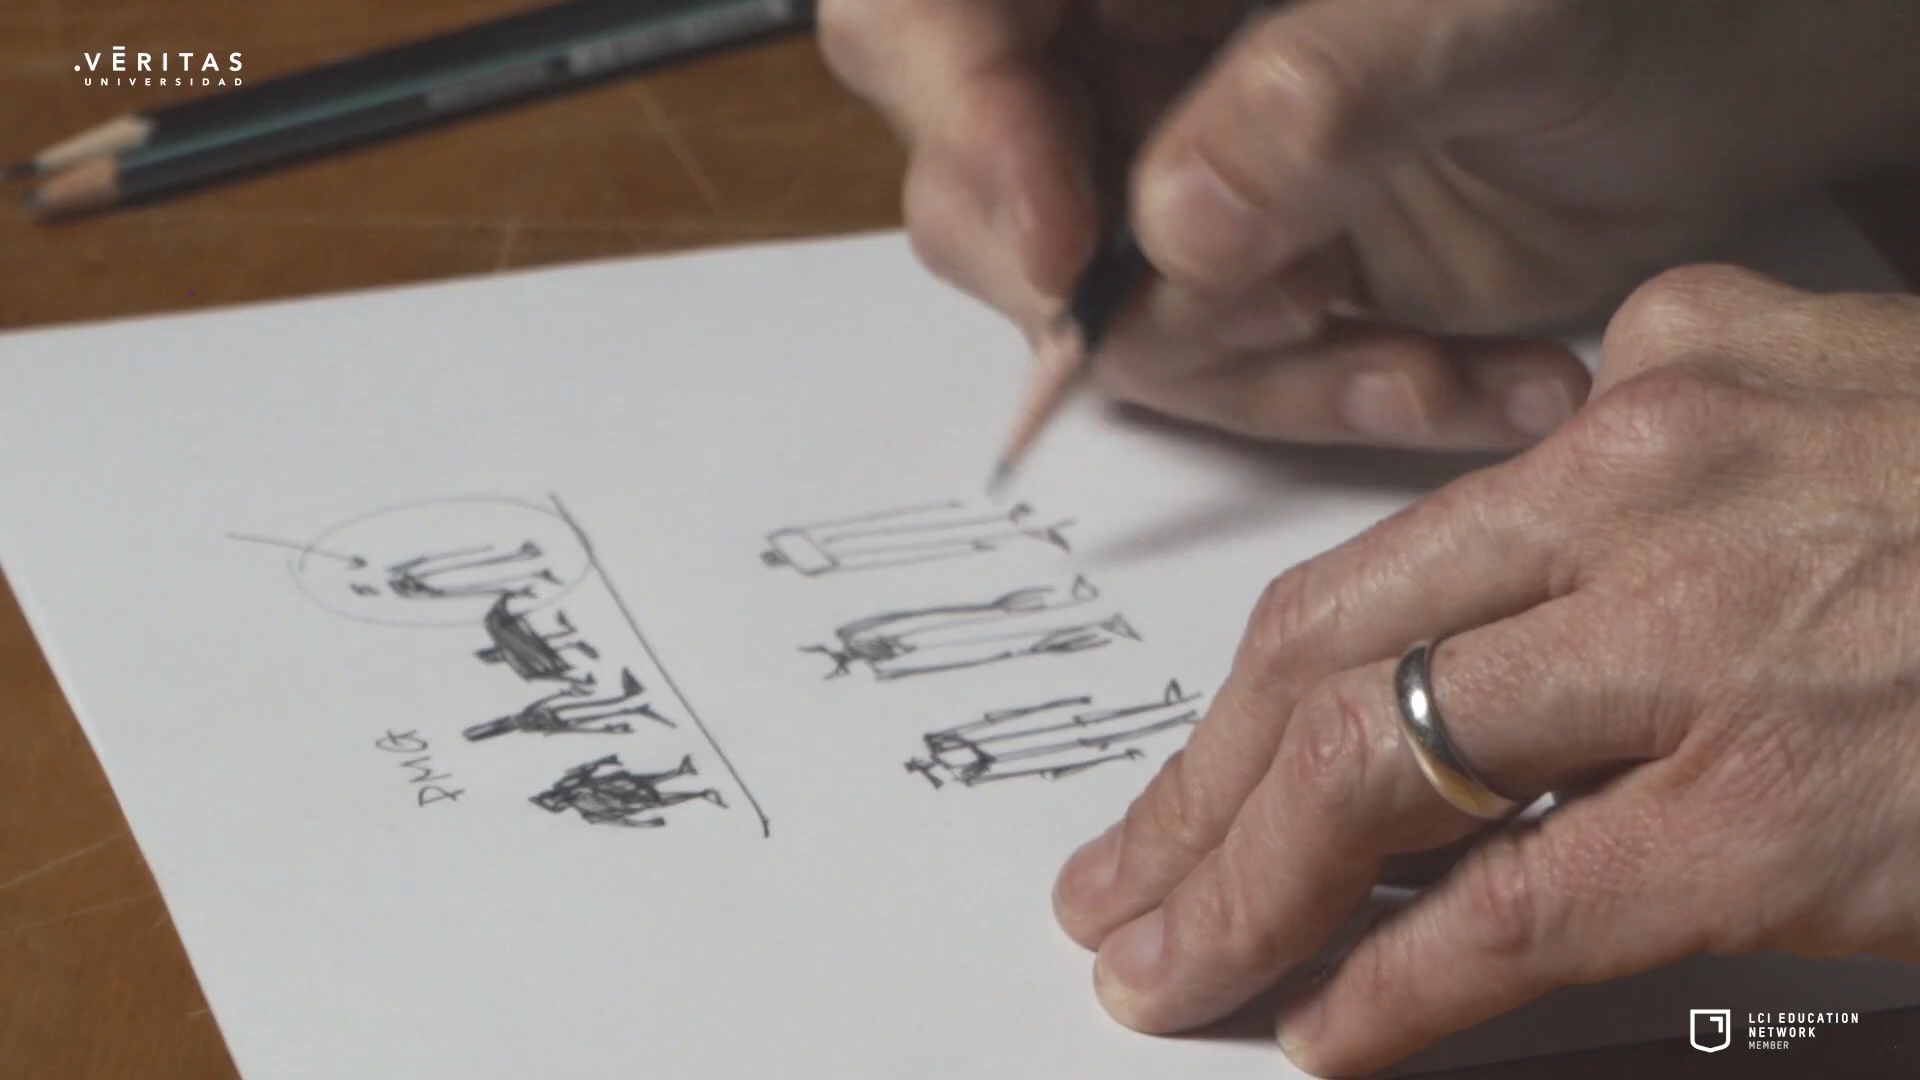 .VĒRITAS
UNIVERSIDAD
PMG
LCI EDUCATION
NETWORK
MEMBER